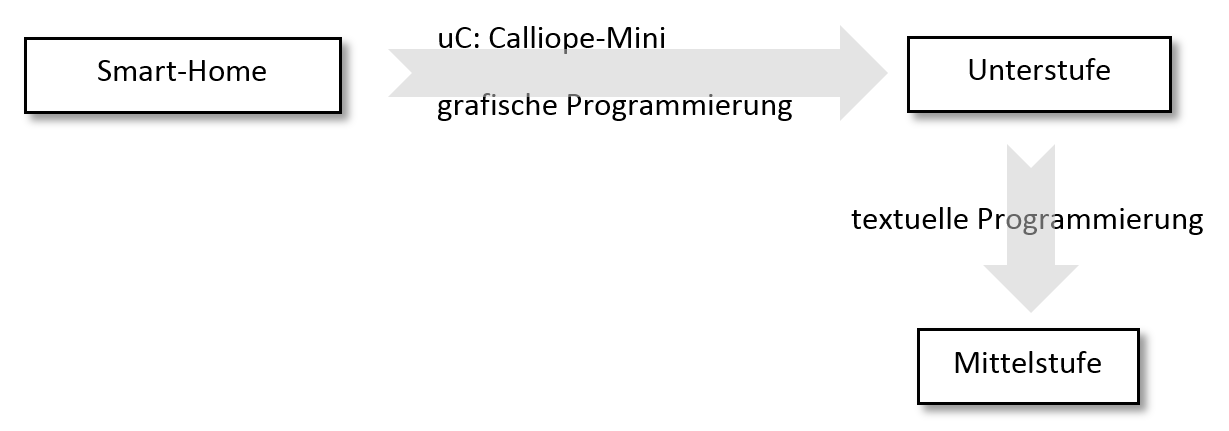 Smart-Home
uC: Calliope-Mini
grafische Programmierung
Unterstufe
textuelle Programmierung
Mittelstufe